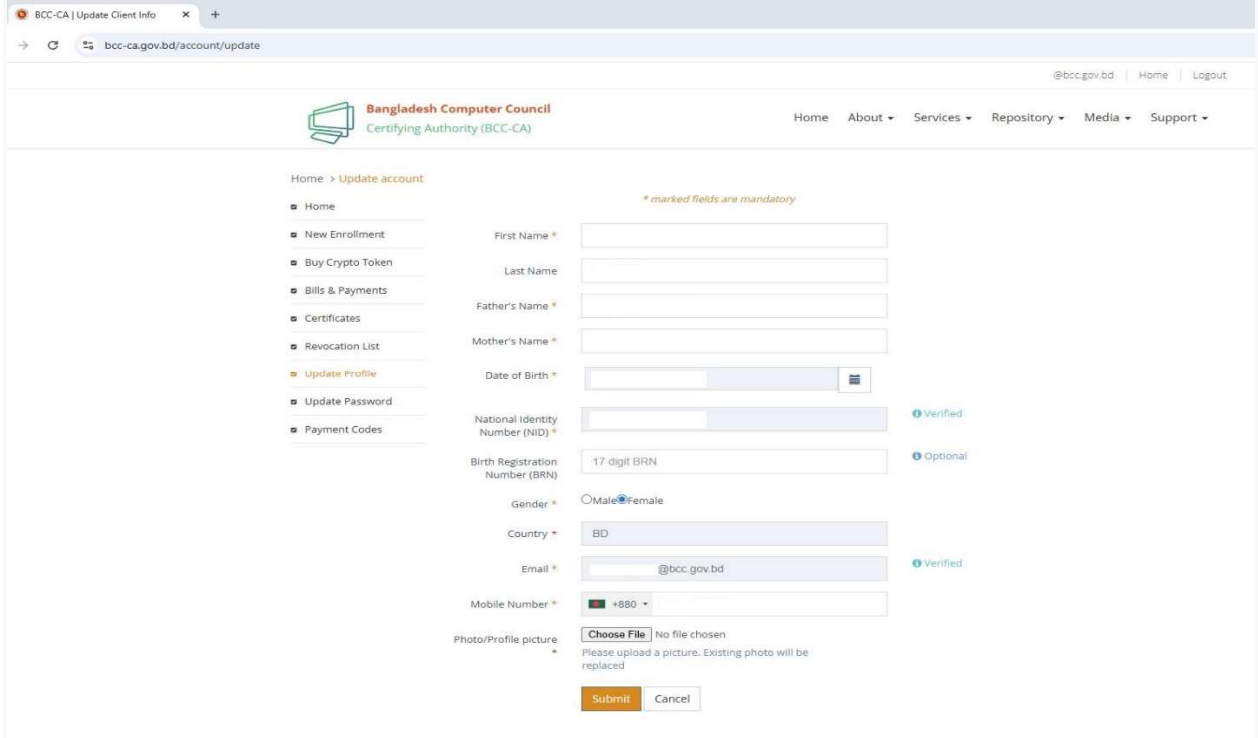 BCC-CA | Update Client Info
bcc-ca.gov.bd/account/update
@bcc.gov.bd Home Logout
Bangladesh Computer Council
Certifying Authority (BCC-CA)
Home About Services Repository Media Support
Home > Update account
* marked fields are mandatory
Home
New Enrollment
Buy Crypto Token
Bills & Payments
Certificates
Revocation List
Update Profile
Update Password
Payment Codes
First Name *
Last Name
Father's Name *
Mother's Name *
Date of Birth *
National Identity
Number (NID) *
Verified
Birth Registration
Number (BRN)
17 digit BRN
Optional
Gender *
Male Female
Country *
BD
Email *
@bcc.gov.bd
Verified
Mobile Number *
+880
Photo/Profile picture
*
Choose File No file chosen
Please upload a picture. Existing photo will be
replaced
Submit Cancel